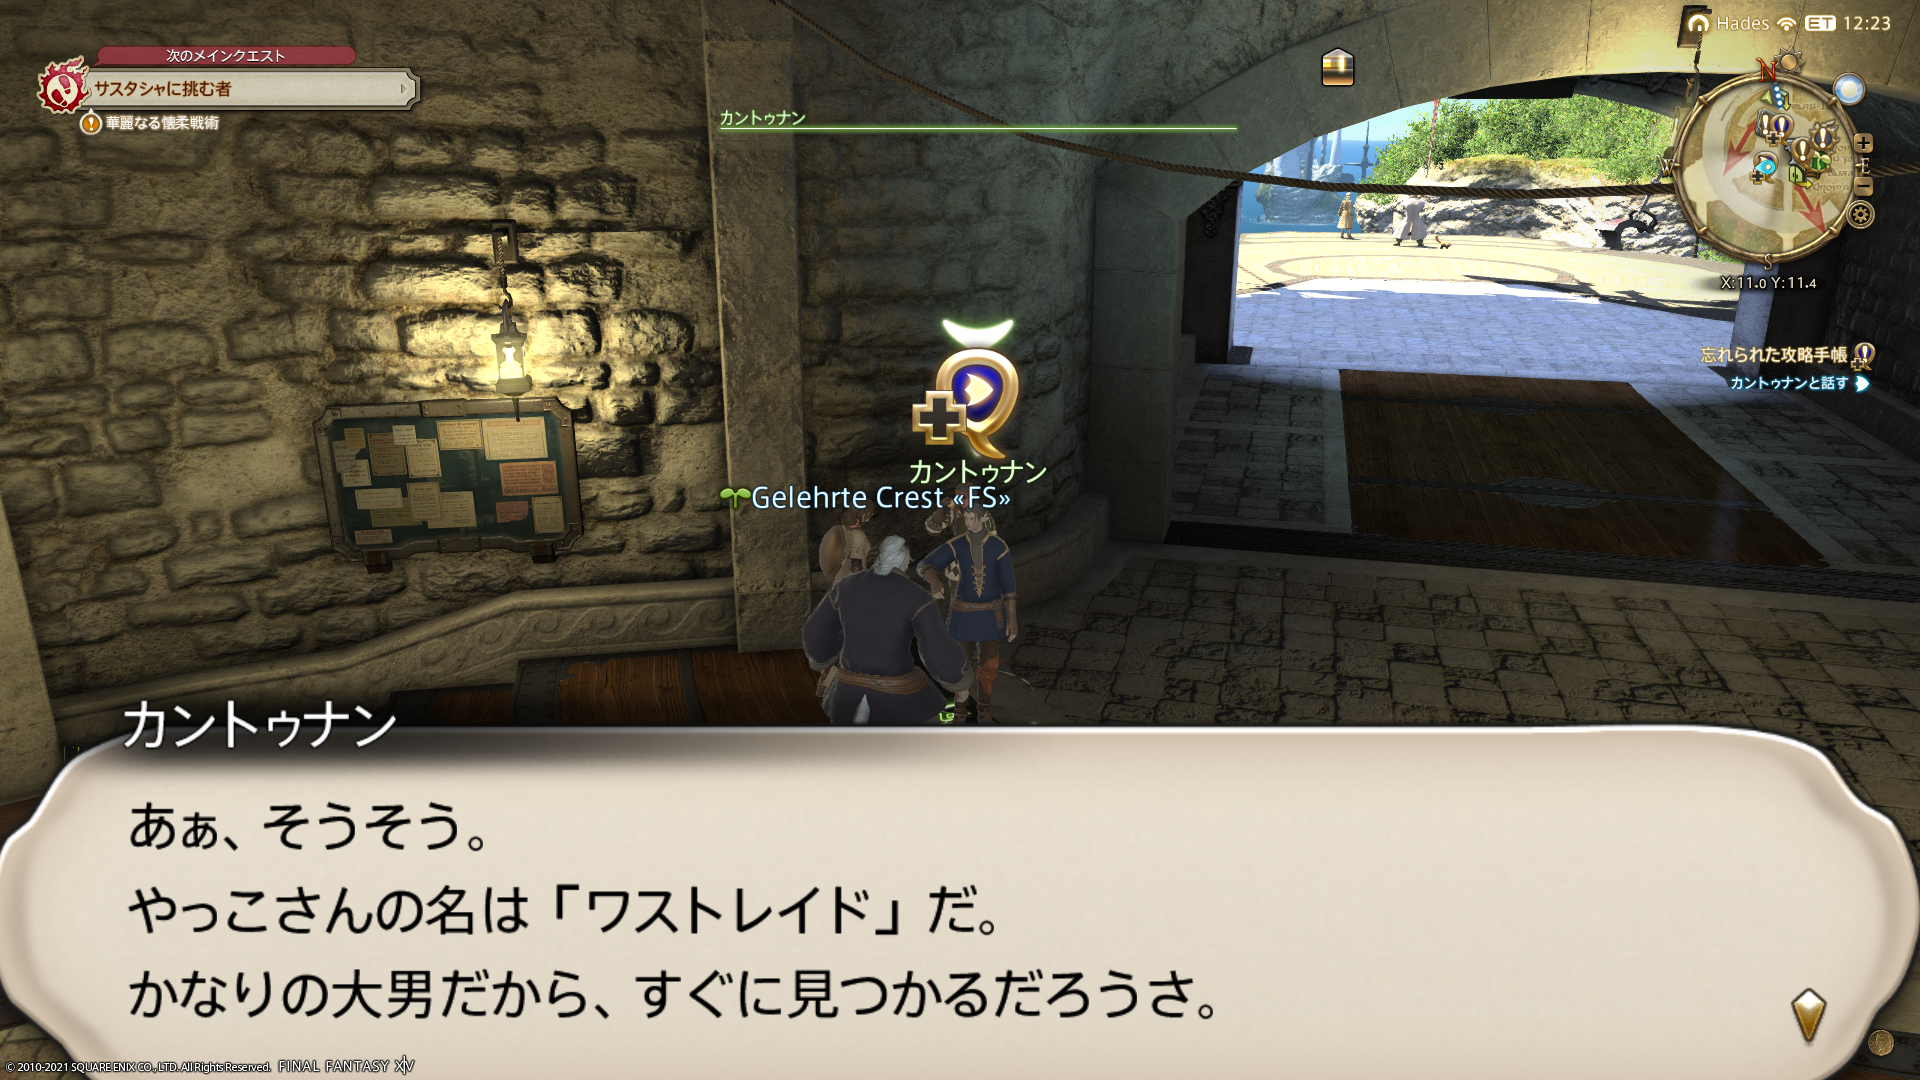 次のメインクエスト
サスタシャに挑む者
華麗なる懐柔戦術
カントゥナン
Hades ET 12:23
N
W
E
S
X:11.0 Y:11.4
忘れられた攻略手帳
カントゥナンと話す
カントゥナン
Gelehrte Crest «FS»
カントゥナン
あぁ、そうそう。
やっこさんの名は「ワストレイド」だ。
かなりの大男だから、すぐに見つかるだろうさ。
© 2010-2021 SQUARE ENIX CO., LTD. All Rights Reserved. FINAL FANTASY XIV